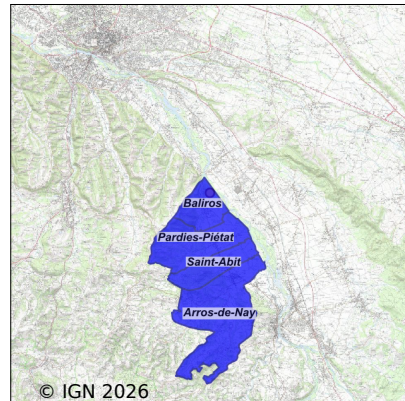 Baliros
Pardies-Piétat
Saint-Abit
Arros-de-Nay
© IGN 2026